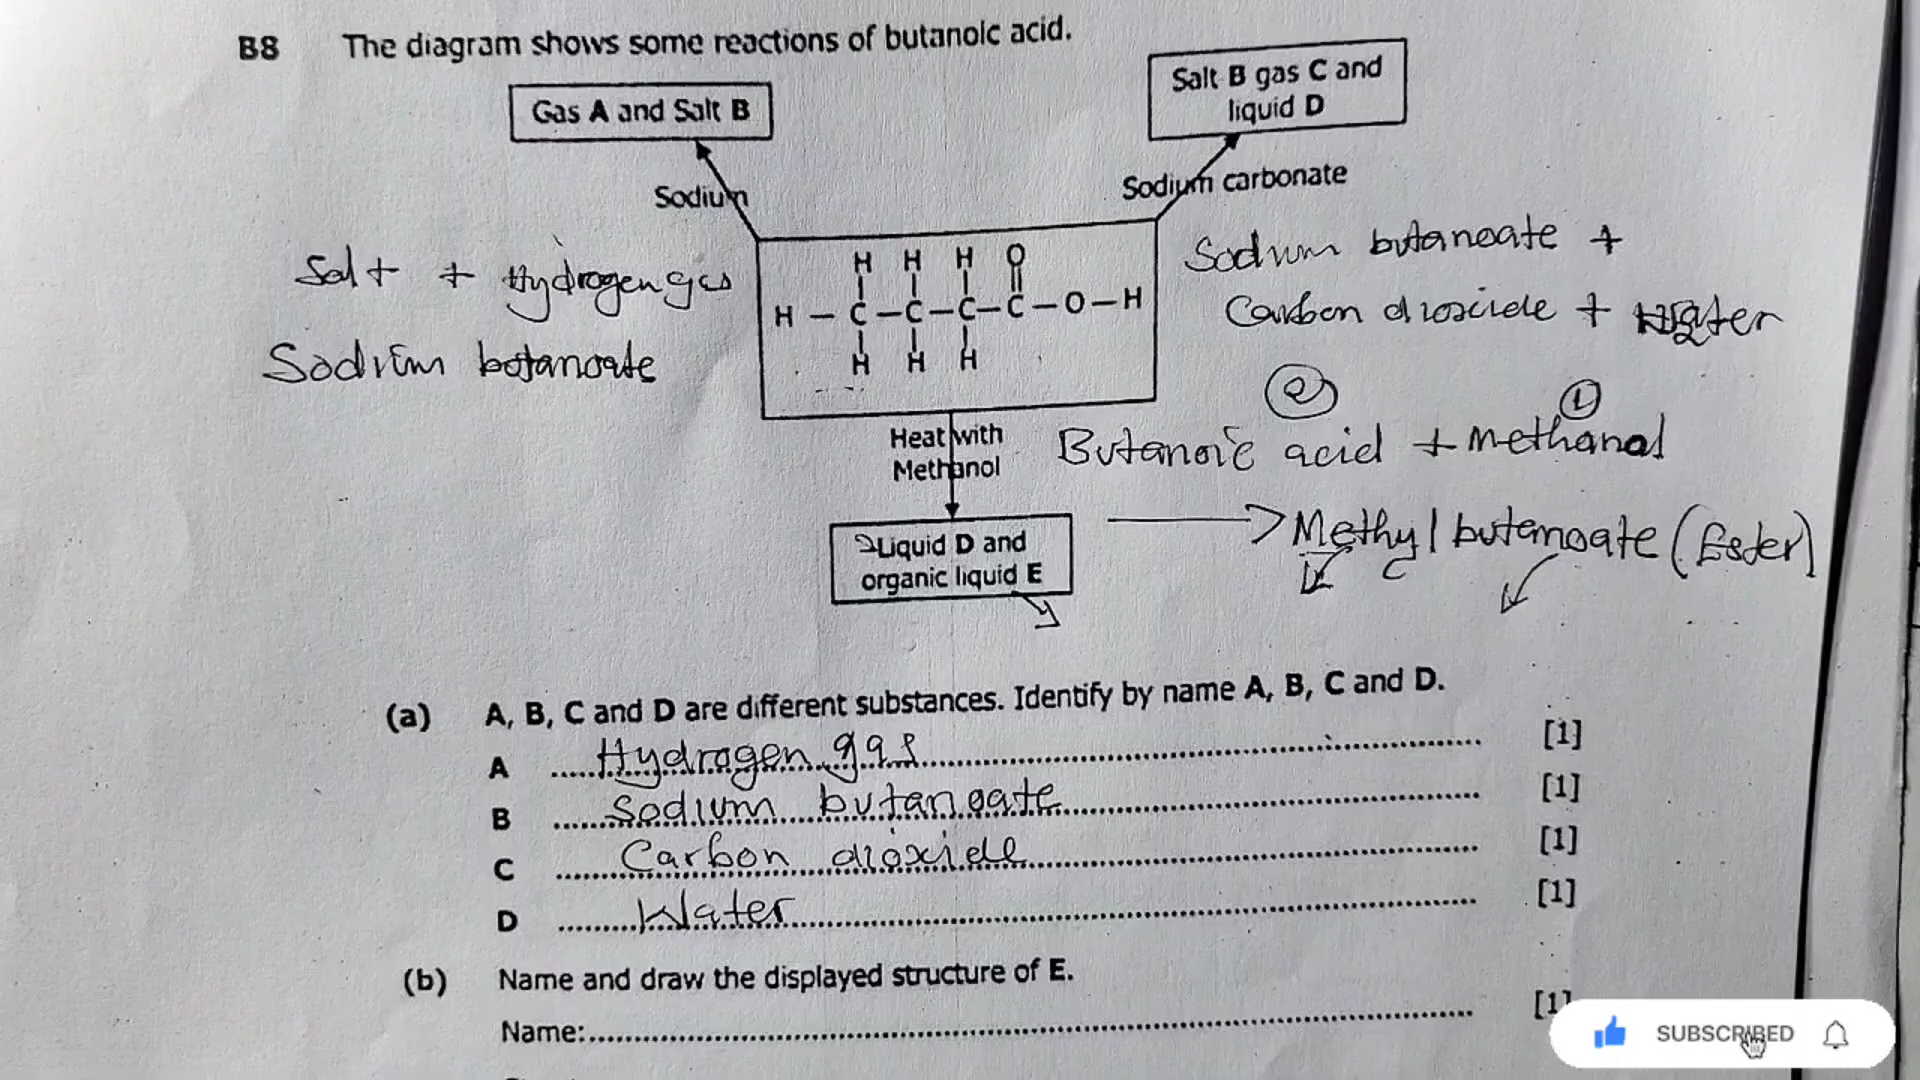 B8 The diagram shows some reactions of butanoic acid.
Gas A and Salt B
Salt B gas C and
liquid D
Sodium
Sodium carbonate
Salt + Hydrogen gas
Sodium butanoate
H H H O
H - C - C - C - C - O - H
H H H
Sodium butanoate +
Carbon dioxide + Water
2 1
Heat with
Methanol
Butanoic acid + Methanol
Liquid D and
organic liquid E
Methyl butanoate (Ester)
(a) A, B, C and D are different substances. Identify by name A, B, C and D.
A Hydrogen gas [1]
B Sodium butanoate [1]
C Carbon dioxide [1]
D Water [1]
(b) Name and draw the displayed structure of E.
Name: [1]
SUBSCRIBED